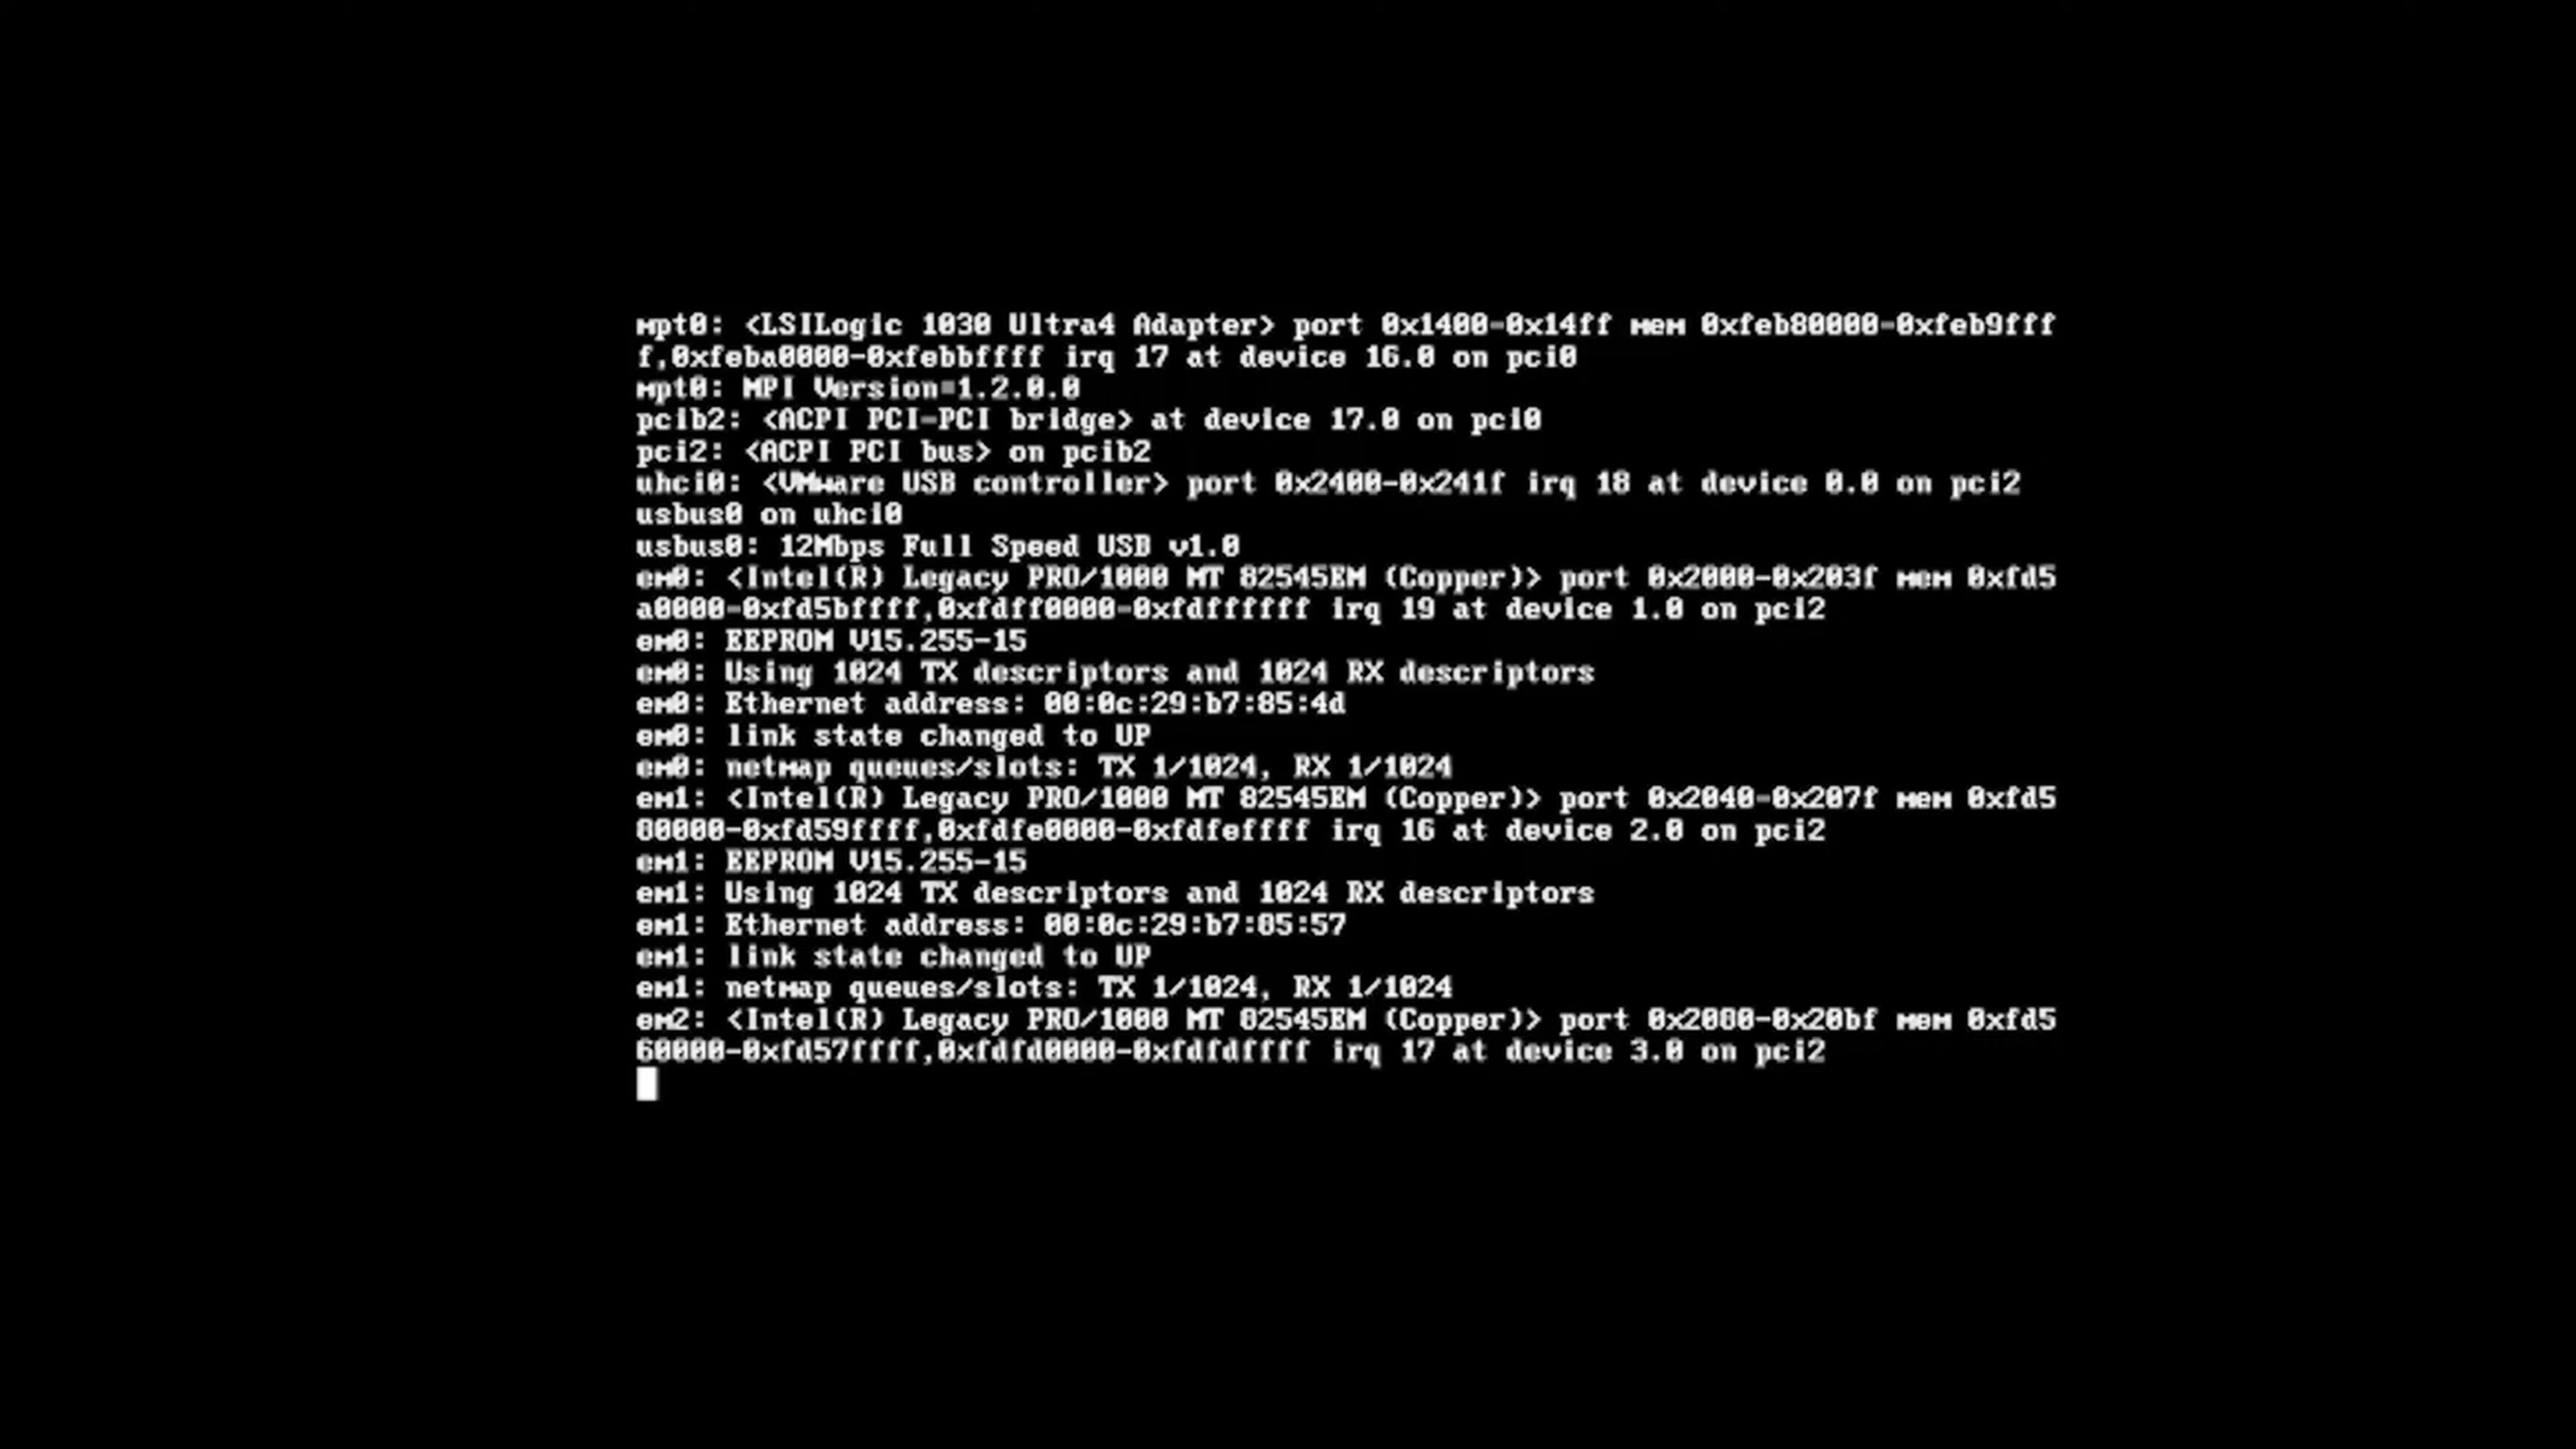 mpt0: <LSILogic 1030 Ultra4 Adapter> port 0x1400-0x14ff mem 0xfeb80000-0xfeb9fff
f,0xfeba0000-0xfebbffff irq 17 at device 16.0 on pci0
mpt0: MPI Version=1.2.0.0
pcib2: <ACPI PCI-PCI bridge> at device 17.0 on pci0
pci2: <ACPI PCI bus> on pcib2
uhci0: <VMware USB controller> port 0x2400-0x241f irq 18 at device 0.0 on pci2
usbus0 on uhci0
usbus0: 12Mbps Full Speed USB v1.0
em0: <Intel(R) Legacy PRO/1000 MT 82545EM (Copper)> port 0x2000-0x203f mem 0xfd5
a0000-0xfd5bffff,0xfdff0000-0xfdffffff irq 19 at device 1.0 on pci2
em0: EEPROM V15.255-15
em0: Using 1024 TX descriptors and 1024 RX descriptors
em0: Ethernet address: 00:0c:29:b7:85:4d
em0: link state changed to UP
em0: netmap queues/slots: TX 1/1024, RX 1/1024
em1: <Intel(R) Legacy PRO/1000 MT 82545EM (Copper)> port 0x2040-0x207f mem 0xfd5
80000-0xfd59ffff,0xfdfe0000-0xfdfeffff irq 16 at device 2.0 on pci2
em1: EEPROM V15.255-15
em1: Using 1024 TX descriptors and 1024 RX descriptors
em1: Ethernet address: 00:0c:29:b7:85:57
em1: link state changed to UP
em1: netmap queues/slots: TX 1/1024, RX 1/1024
em2: <Intel(R) Legacy PRO/1000 MT 82545EM (Copper)> port 0x2080-0x20bf mem 0xfd5
60000-0xfd57ffff,0xfdfd0000-0xfdfdffff irq 17 at device 3.0 on pci2